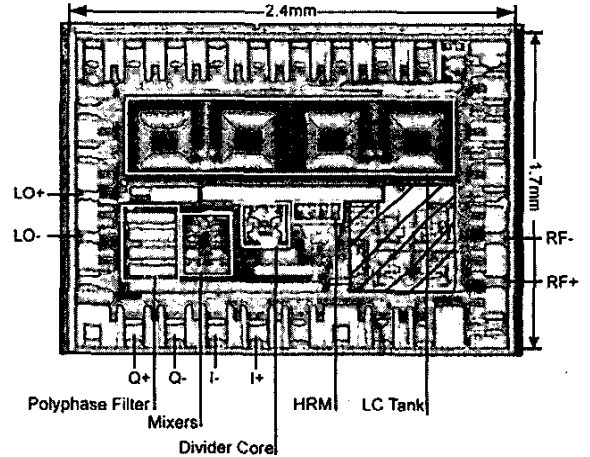 2.4mm
1.7mm
LO+
LO-
RF-
RF+
Q+ Q- I- I+
Polyphase Filter HRM LC Tank
Mixers
Divider Core